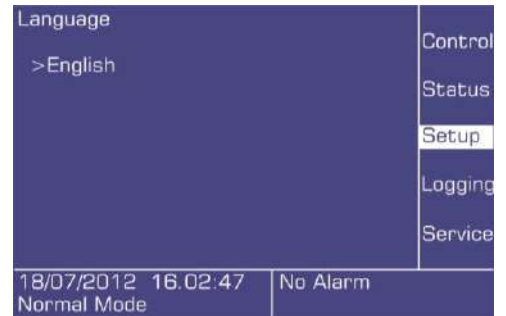 Language
>English
Control
Status
Setup
Logging
Service
18/07/2012 16.02:47
Normal Mode
No Alarm